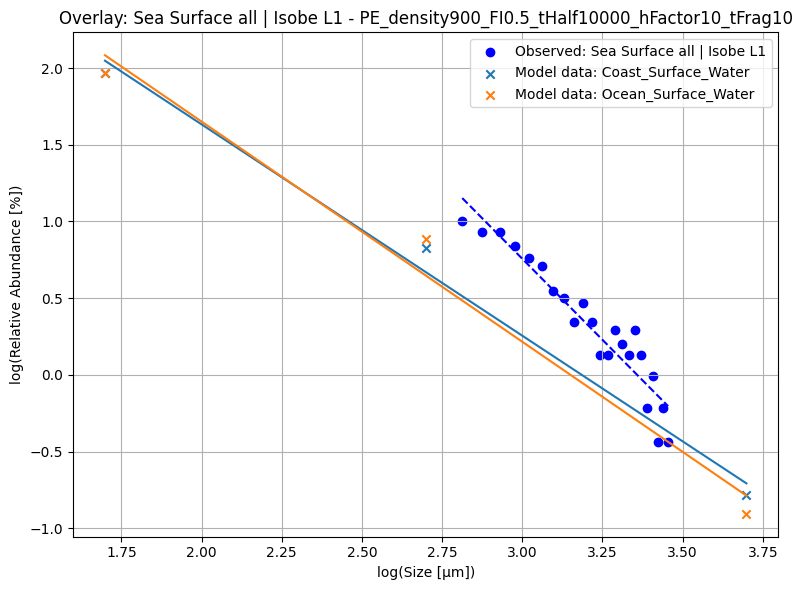 Overlay: Sea Surface all | Isobe L1 - PE_density900_FI0.5_tHalf10000_hFactor10_tFrag10
Observed: Sea Surface all | Isobe L1
Model data: Coast_Surface_Water
Model data: Ocean_Surface_Water
log(Relative Abundance [%])
2.0
1.5
1.0
0.5
0.0
−0.5
−1.0
1.75 2.00 2.25 2.50 2.75 3.00 3.25 3.50 3.75
log(Size [μm])